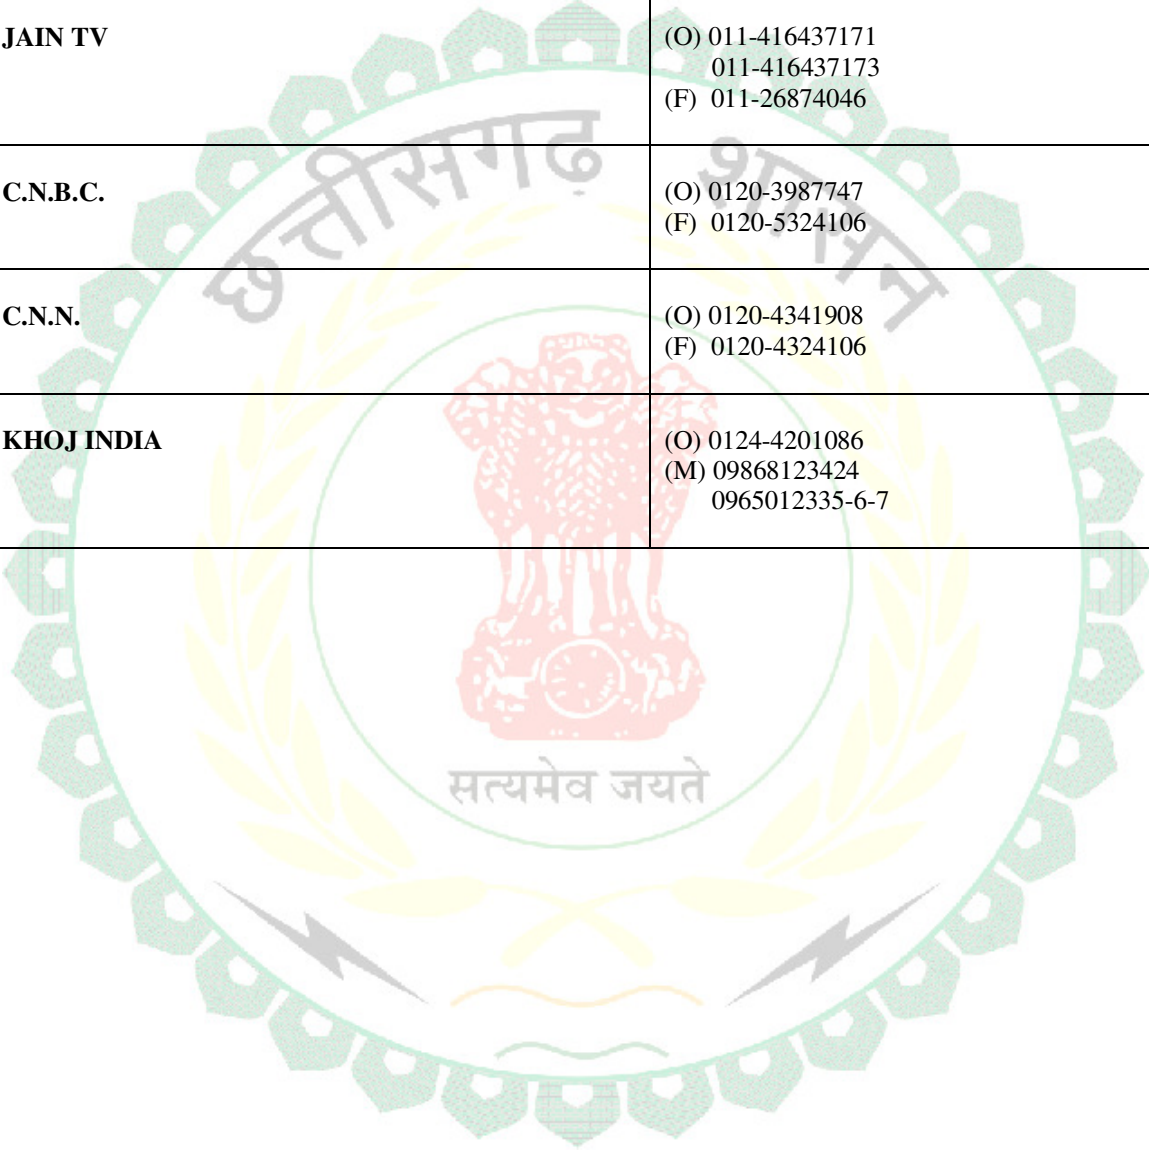 JAIN TV
(O) 011-416437171
011-416437173
(F) 011-26874046
C.N.B.C.
(O) 0120-3987747
(F) 0120-5324106
C.N.N.
(O) 0120-4341908
(F) 0120-4324106
KHOJ INDIA
(O) 0124-4201086
(M) 09868123424
0965012335-6-7
छत्तीसगढ़ शासन
सत्यमेव जयते